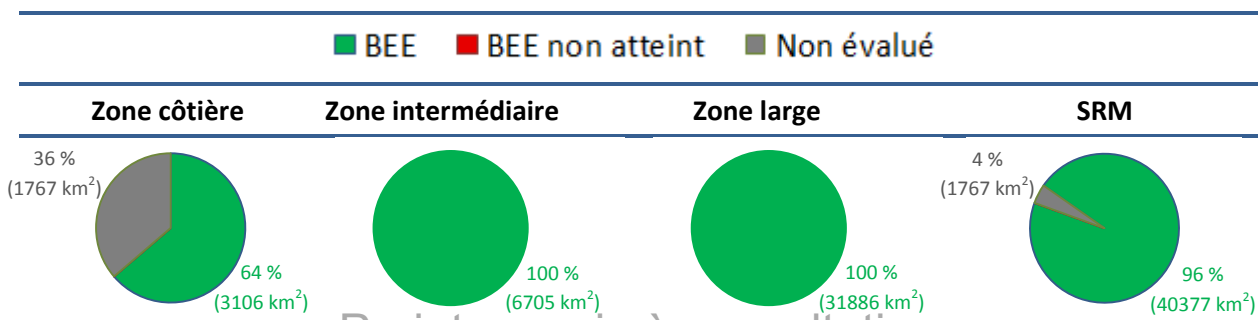 BEE BEE non atteint Non évalué
Zone côtière Zone intermédiaire Zone large SRM
36 %
(1767 km²)
64 %
(3106 km²)
100 %
(6705 km²)
100 %
(31886 km²)
4 %
(1767 km²)
96 %
(40377 km²)